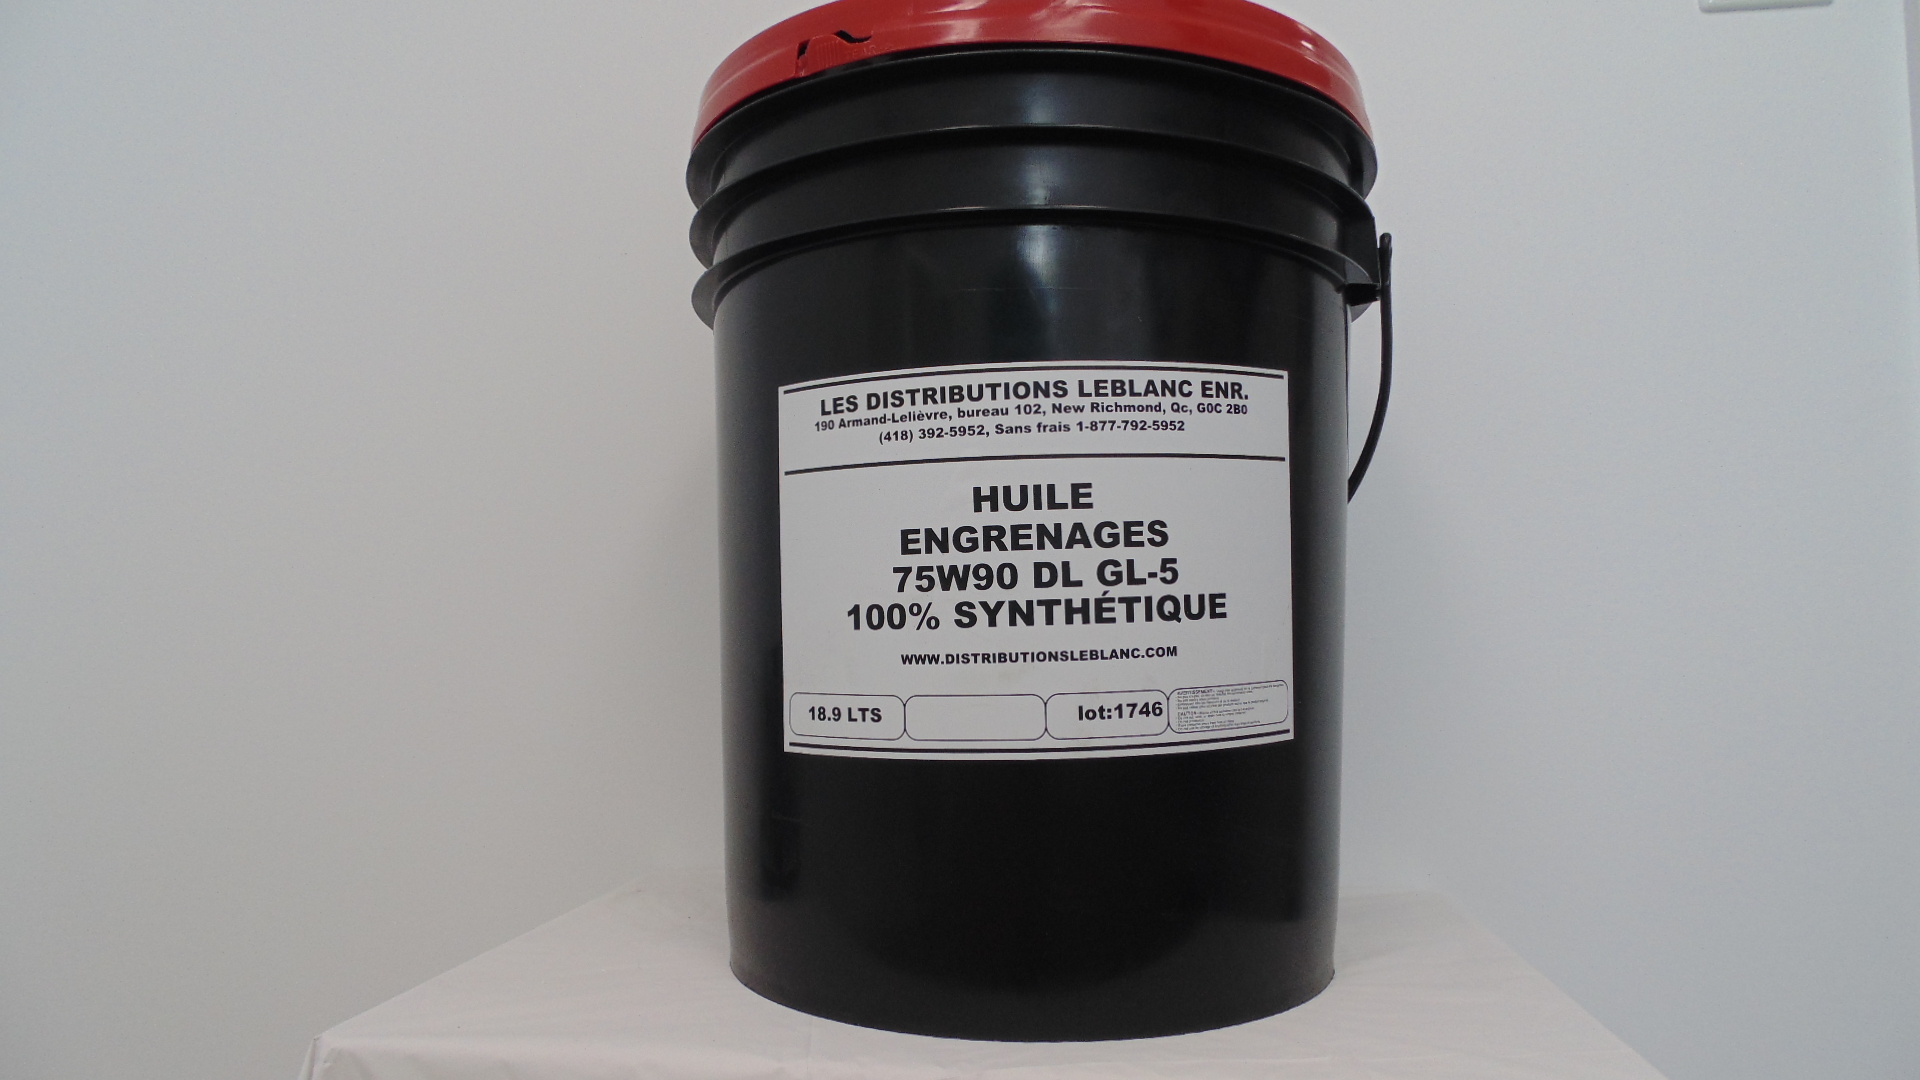 LES DISTRIBUTIONS LEBLANC ENR.
190 Armand-Lelièvre, bureau 102, New Richmond, Qc, G0C 2B0
(418) 392-5952, Sans frais 1-877-792-5952
HUILE
ENGRENAGES
75W90 DL GL-5
100% SYNTHÉTIQUE
WWW.DISTRIBUTIONSLEBLANC.COM
18.9 LTS
lot:1746